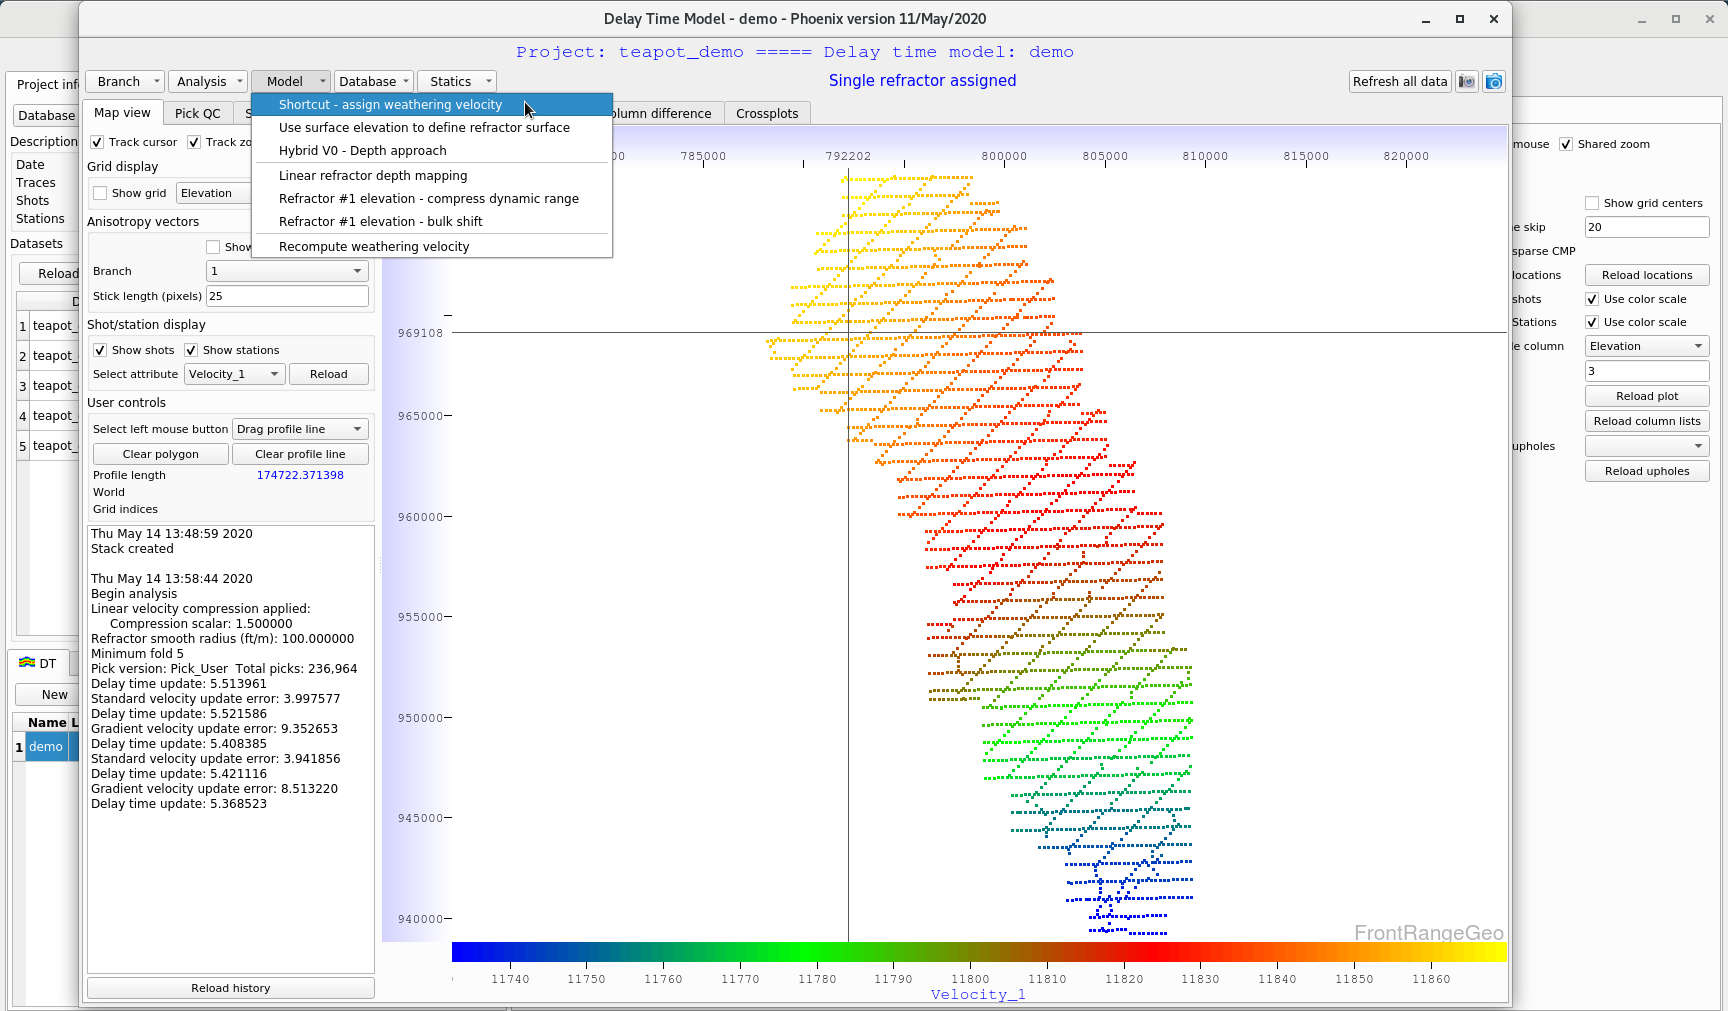 Delay Time Model - demo - Phoenix version 11/May/2020
Project: teapot_demo ===== Delay time model: demo
Branch Analysis Model Database Statics
Single refractor assigned
Refresh all data
Map view Pick QC S olumn difference Crossplots
Shortcut - assign weathering velocity
Use surface elevation to define refractor surface
Hybrid V0 - Depth approach
Linear refractor depth mapping
Refractor #1 elevation - compress dynamic range
Refractor #1 elevation - bulk shift
Recompute weathering velocity
Track cursor Track zo
Grid display
Show grid Elevation
Anisotropy vectors
Show
Branch 1
Stick length (pixels) 25
Shot/station display
Show shots Show stations
Select attribute Velocity_1 Reload
User controls
Select left mouse button Drag profile line
Clear polygon Clear profile line
Profile length 174722.371398
World
Grid indices
Thu May 14 13:48:59 2020
Stack created
Thu May 14 13:58:44 2020
Begin analysis
Linear velocity compression applied:
Compression scalar: 1.500000
Refractor smooth radius (ft/m): 100.000000
Minimum fold 5
Pick version: Pick_User Total picks: 236,964
Delay time update: 5.513961
Standard velocity update error: 3.997577
Delay time update: 5.521586
Gradient velocity update error: 9.352653
Delay time update: 5.408385
Standard velocity update error: 3.941856
Delay time update: 5.421116
Gradient velocity update error: 8.513220
Delay time update: 5.368523
Reload history
00 785000 792202 800000 805000 810000 815000 820000
969108
965000
960000
955000
950000
945000
940000
FrontRangeGeo
11740 11750 11760 11770 11780 11790 11800 11810 11820 11830 11840 11850 11860
Velocity_1
Project info
Database
Description
Date
Traces
Shots
Stations
Datasets
Reload
D
1 teapot_
2 teapot_
3 teapot_
4 teapot_
5 teapot_
DT
New
Name L
1 demo
mouse Shared zoom
Show grid centers
e skip 20
sparse CMP
locations Reload locations
shots Use color scale
Stations Use color scale
e column Elevation
3
Reload plot
Reload column lists
upholes
Reload upholes